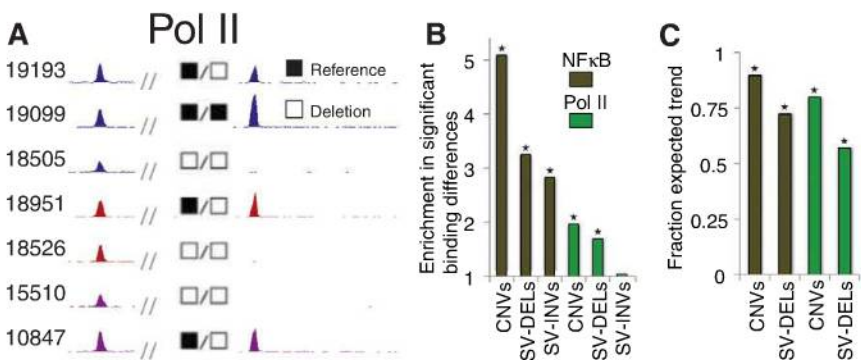 A
Pol II
19193
19099
18505
18951
18526
15510
10847
//
//
//
//
//
//
//
/
/
/
/
/
/
/
Reference
Deletion
B
Enrichment in significant
binding differences
5
4
3
2
1
NFκB
Pol II
CNVs
SV-DELs
SV-INVs
CNVs
SV-DELs
SV-INVs
C
Fraction expected trend
1
0.75
0.5
0.25
0
CNVs
SV-DELs
CNVs
SV-DELs